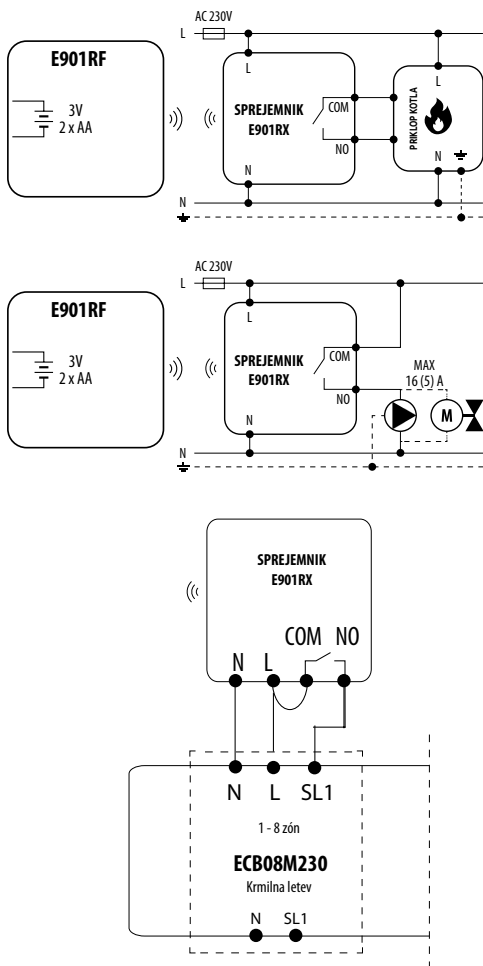 AC 230V
L
E901RF
3V
2 x AA
L
SPREJEMNIK
E901RX
COM
NO
N
L
PRIKLOP KOTLA
N
N
AC 230V
L
E901RF
3V
2 x AA
L
SPREJEMNIK
E901RX
COM
NO
N
MAX
16 (5) A
M
N
SPREJEMNIK
E901RX
COM NO
N L
N L SL1
1 - 8 zón
ECB08M230
Krmilna letev
N SL1